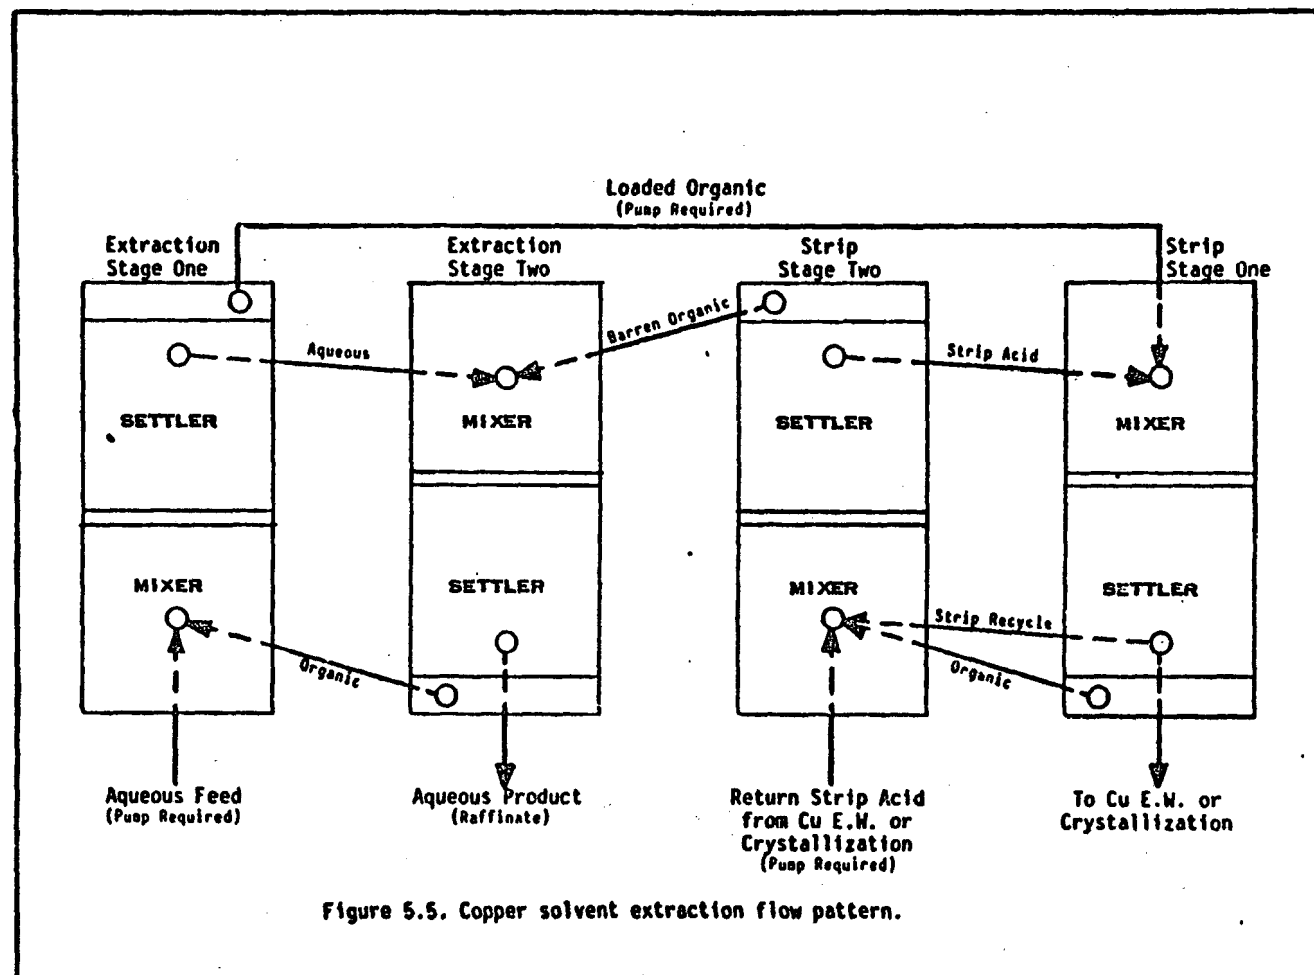 Loaded Organic
(Pump Required)
Extraction
Stage One
Extraction
Stage Two
Strip
Stage Two
Strip
Stage One
Aqueous
Barren Organic
Strip Acid
SETTLER
MIXER
SETTLER
MIXER
MIXER
SETTLER
MIXER
SETTLER
Organic
Strip Recycle
Organic
Aqueous Feed
(Pump Required)
Aqueous Product
(Raffinate)
Return Strip Acid
from Cu E.W. or
Crystallization
(Pump Required)
To Cu E.W. or
Crystallization
Figure 5.5. Copper solvent extraction flow pattern.